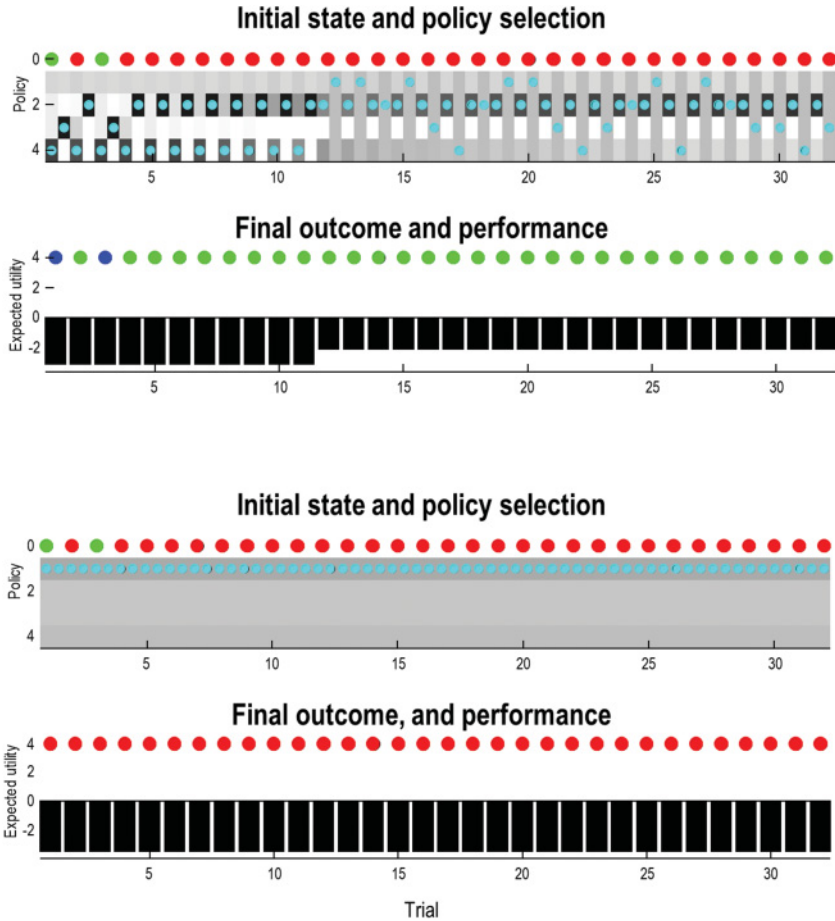 Initial state and policy selection
Policy
0
2
4
5 10 15 20 25 30
Final outcome and performance
Expected utility
4
2
0
-2
5 10 15 20 25 30
Initial state and policy selection
Policy
0
2
4
5 10 15 20 25 30
Final outcome, and performance
Expected utility
4
2
0
-2
5 10 15 20 25 30
Trial